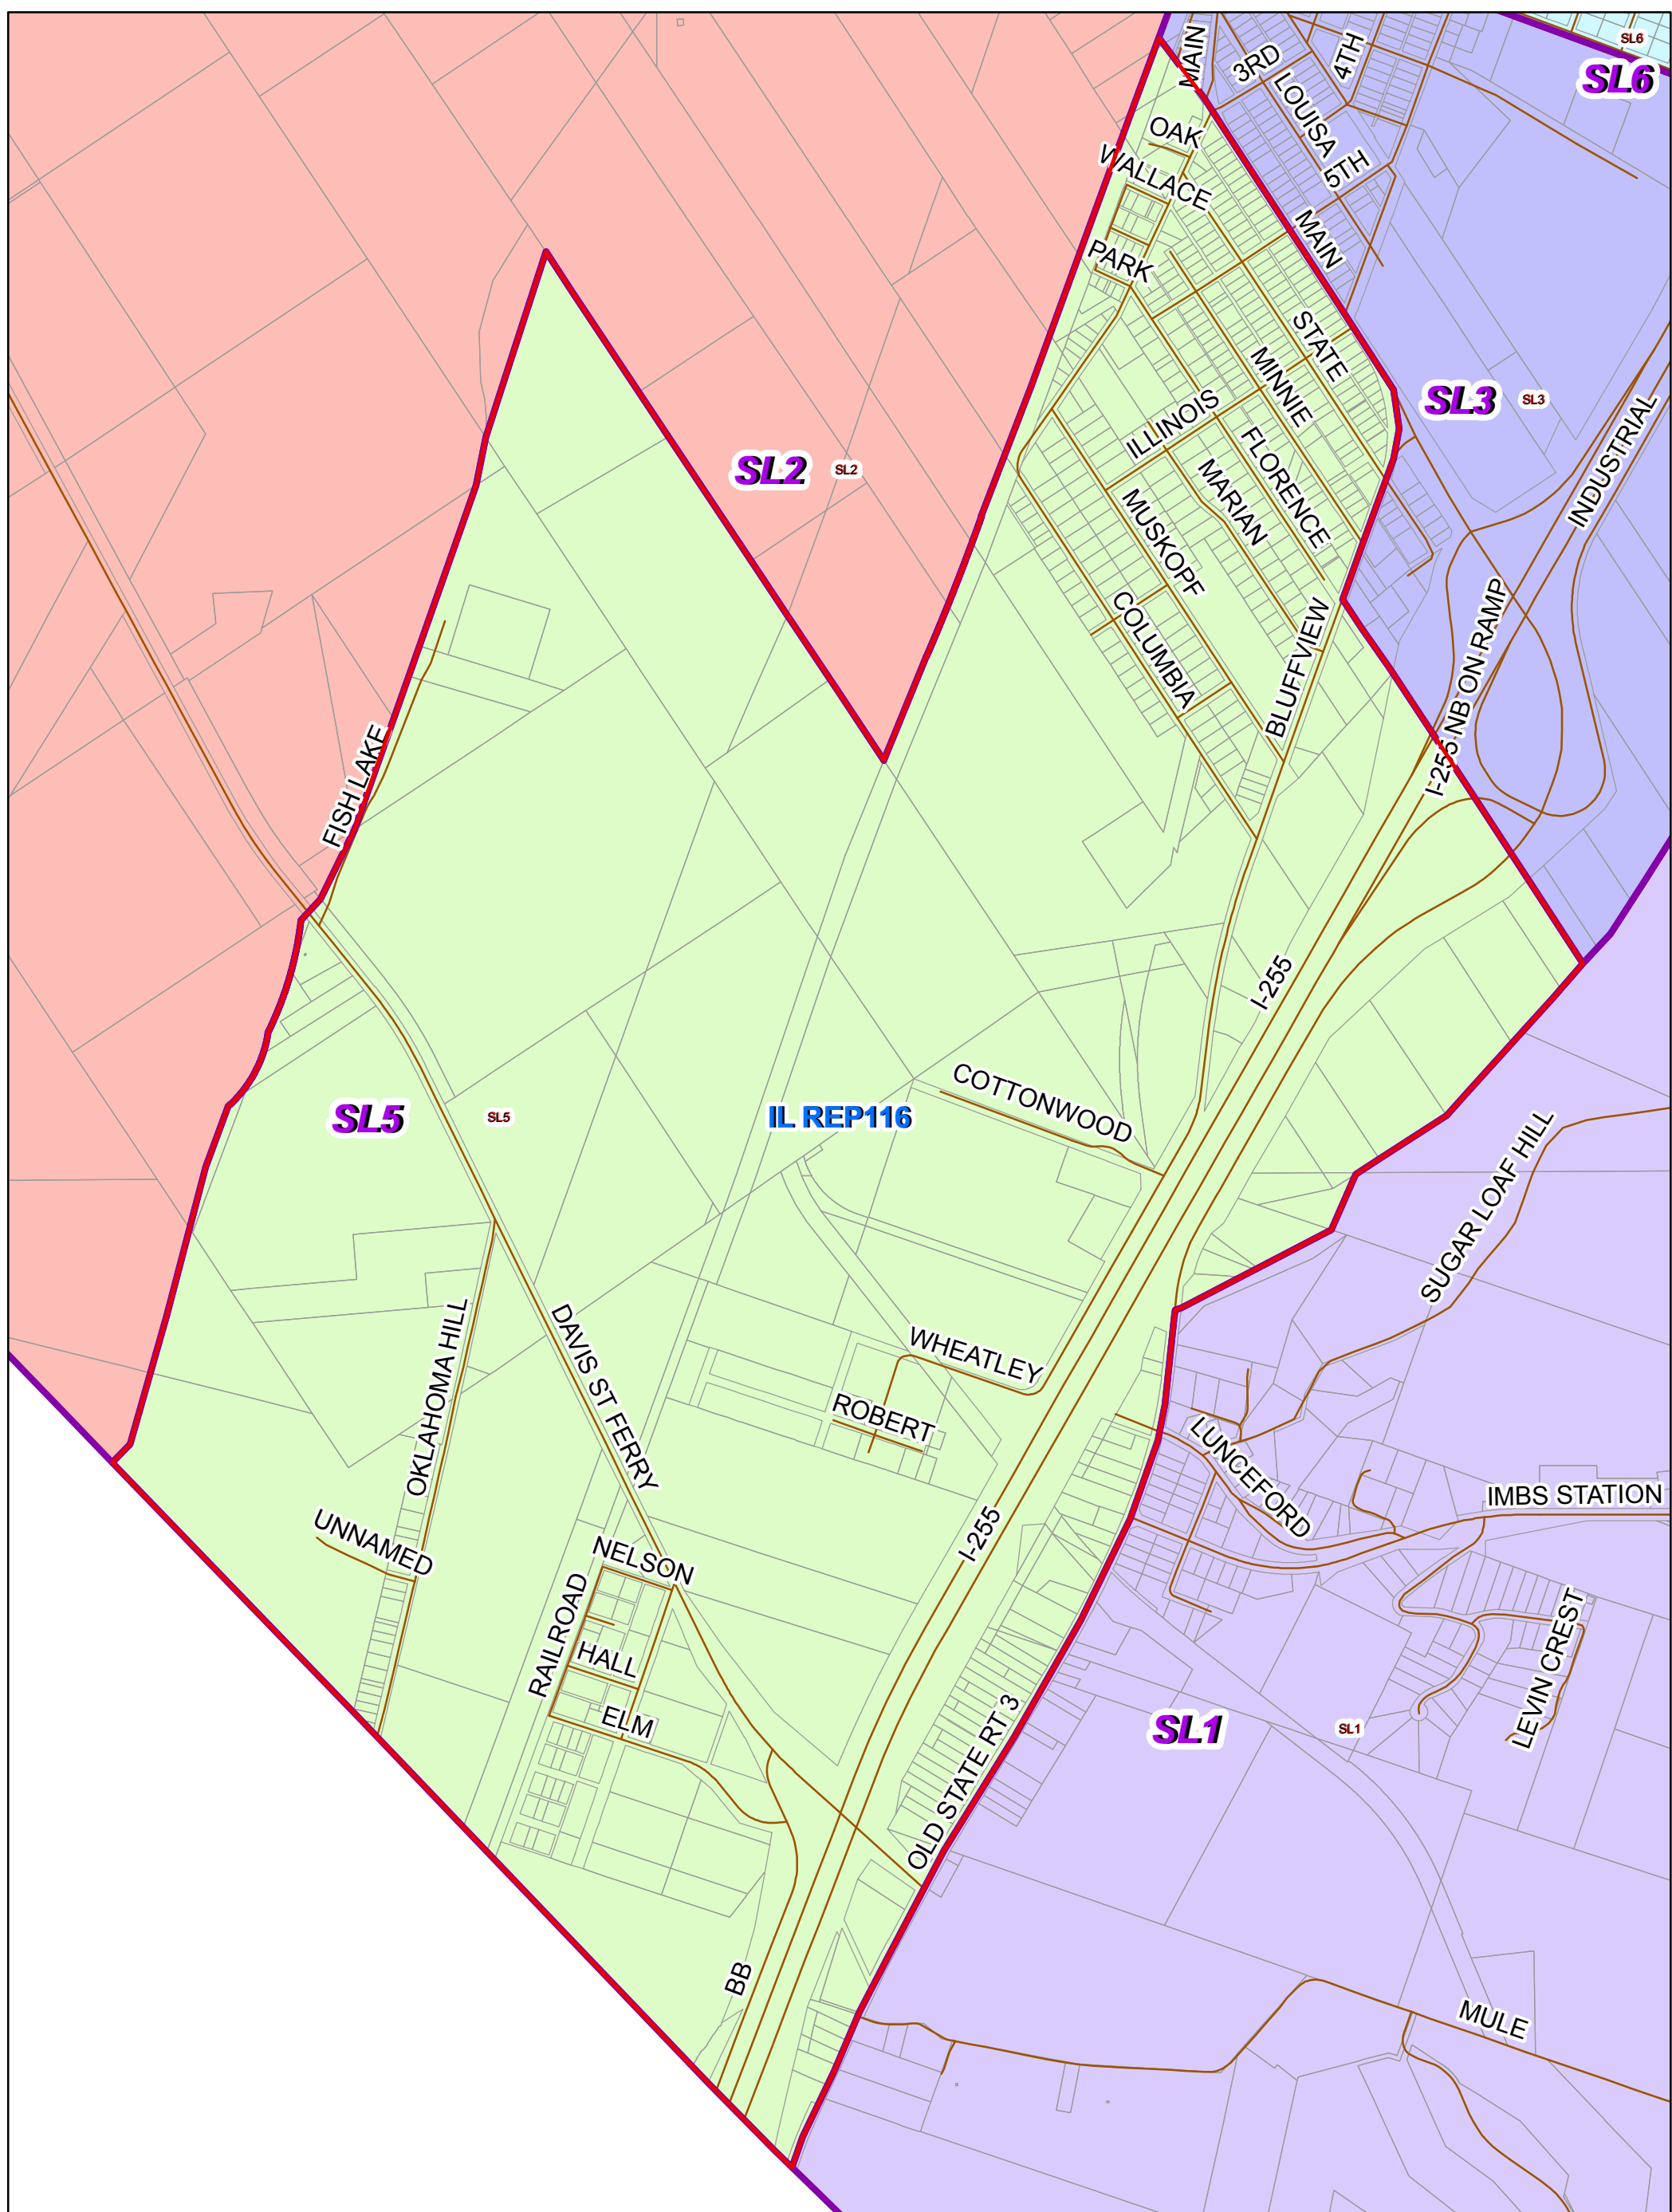 SL6
SL6
MAIN
3RD
4TH
LOUISA
OAK
WALLACE
5TH
MAIN
PARK
STATE
MINNIE
SL3
SL3
ILLINOIS
FLORENCE
INDUSTRIAL
SL2
SL2
MARIAN
MUSKOPF
COLUMBIA
BLUFFVIEW
I-255 NB ON RAMP
FISH LAKE
I-255
COTTONWOOD
SL5
SL5
IL REP116
SUGAR LOAF HILL
OKLAHOMA HILL
DAVIS ST FERRY
WHEATLEY
ROBERT
LUNCEFORD
IMBS STATION
UNNAMED
NELSON
I-255
RAILROAD
HALL
ELM
LEVIN CREST
OLD STATE RT 3
SL1
SL1
BB
MULE